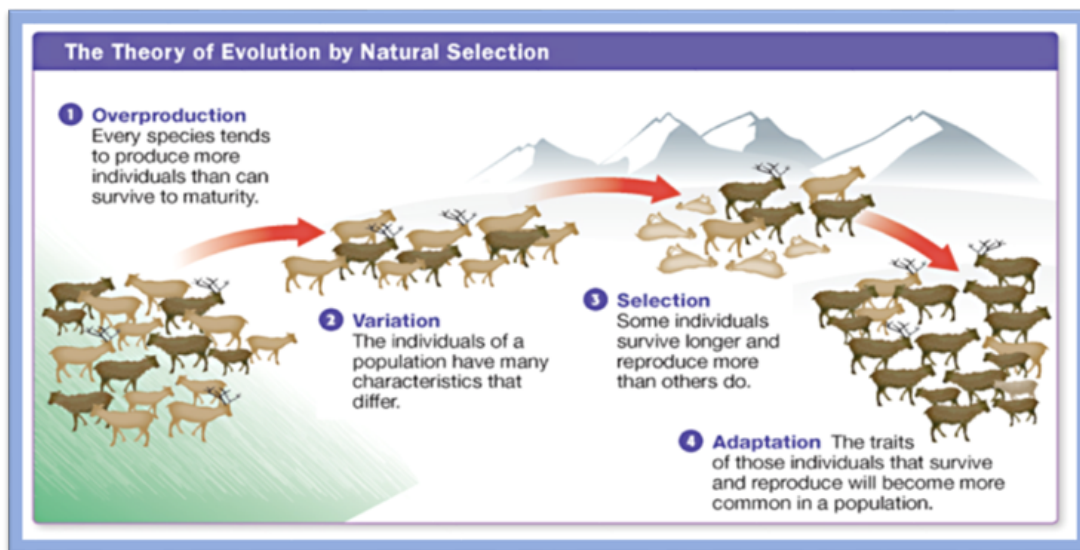 The Theory of Evolution by Natural Selection
1 Overproduction
Every species tends
to produce more
individuals than can
survive to maturity.
2 Variation
The individuals of a
population have many
characteristics that
differ.
3 Selection
Some individuals
survive longer and
reproduce more
than others do.
4 Adaptation The traits
of those individuals that survive
and reproduce will become more
common in a population.